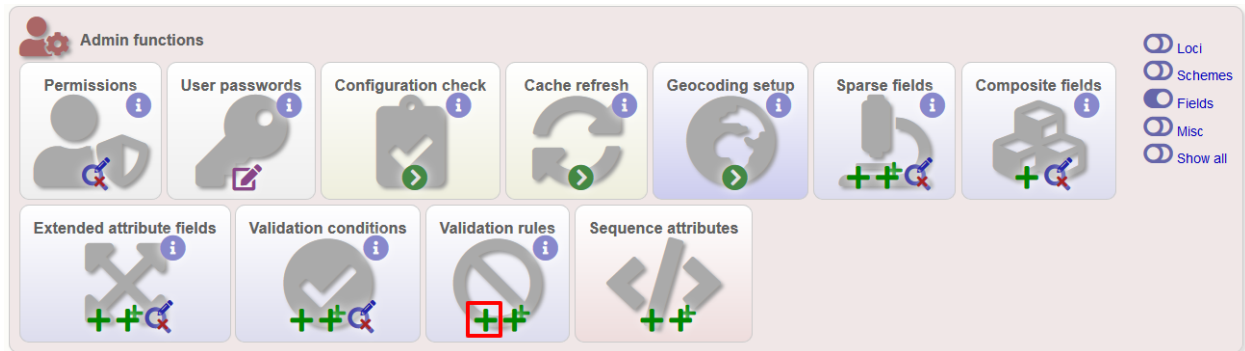 Admin functions
Loci
Schemes
Fields
Misc
Show all
Permissions
User passwords
Configuration check
Cache refresh
Geocoding setup
Sparse fields
Composite fields
Extended attribute fields
Validation conditions
Validation rules
Sequence attributes